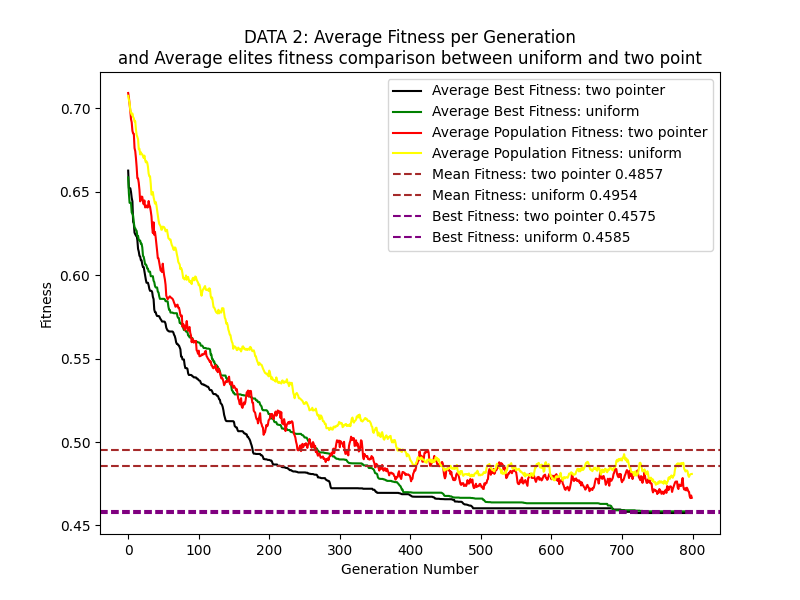 DATA 2: Average Fitness per Generation
and Average elites fitness comparison between uniform and two point
Average Best Fitness: two pointer
Average Best Fitness: uniform
Average Population Fitness: two pointer
Average Population Fitness: uniform
Mean Fitness: two pointer 0.4857
Mean Fitness: uniform 0.4954
Best Fitness: two pointer 0.4575
Best Fitness: uniform 0.4585
Fitness
0.70
0.65
0.60
0.55
0.50
0.45
0 100 200 300 400 500 600 700 800
Generation Number